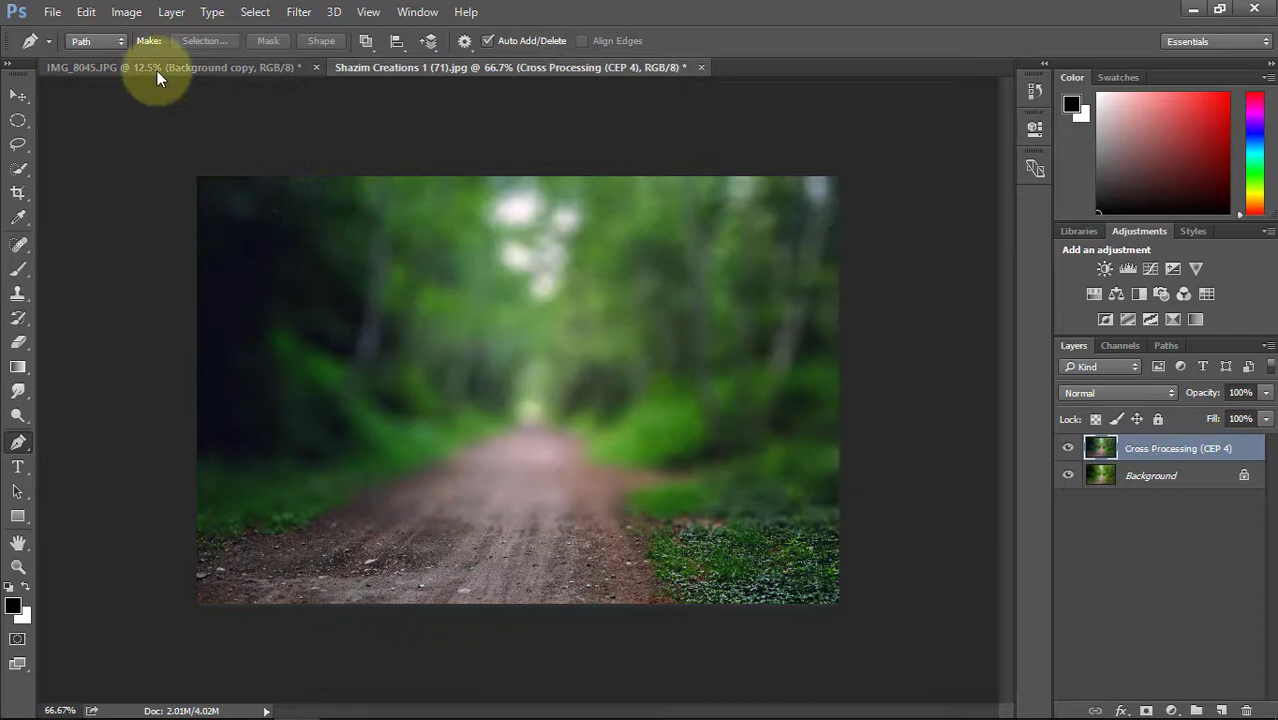 Ps File Edit Image Layer Type Select Filter 3D View Window Help
Path Make: Selection... Mask Shape Auto Add/Delete Align Edges Essentials
IMG_8045.JPG @ 12.5% (Background copy, RGB/8) * × Shazim Creations 1 (71).jpg @ 66.7% (Cross Processing (CEP 4), RGB/8) * ×
Color Swatches
Libraries Adjustments Styles
Add an adjustment
Layers Channels Paths
Kind
Normal Opacity: 100%
Lock: Fill: 100%
Cross Processing (CEP 4)
Background
66.67% Doc: 2.01M/4.02M